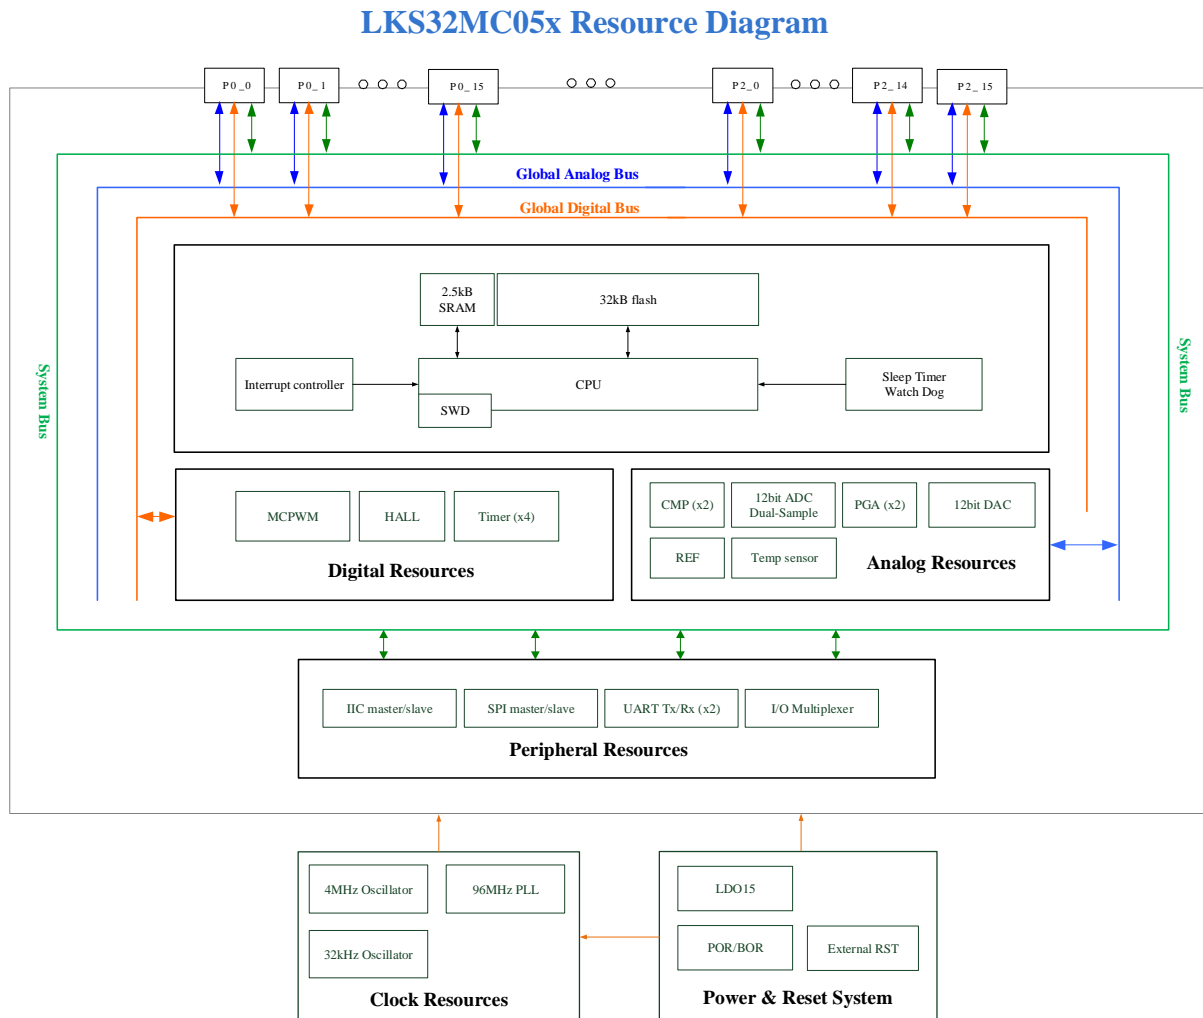 LKS32MC05x Resource Diagram
P0_0
P0_1
P0_15
P2_0
P2_14
P2_15
Global Analog Bus
Global Digital Bus
2.5kB
SRAM
32kB flash
System Bus
System Bus
Interrupt controller
CPU
SWD
Sleep Timer
Watch Dog
MCPWM
HALL
Timer (x4)
Digital Resources
CMP (x2)
12bit ADC
Dual-Sample
PGA (x2)
12bit DAC
REF
Temp sensor
Analog Resources
IIC master/slave
SPI master/slave
UART Tx/Rx (x2)
I/O Multiplexer
Peripheral Resources
4MHz Oscillator
96MHz PLL
32kHz Oscillator
Clock Resources
LDO15
POR/BOR
External RST
Power & Reset System